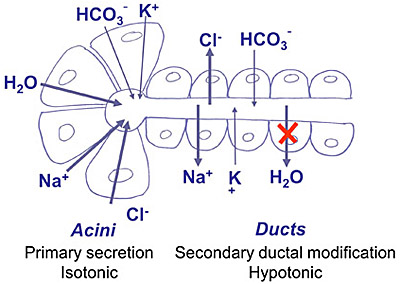 HCO₃⁻ K⁺
Cl⁻ HCO₃⁻
H₂O
Na⁺
Cl⁻
Na⁺ K
+
H₂O
Acini
Primary secretion
Isotonic
Ducts
Secondary ductal modification
Hypotonic